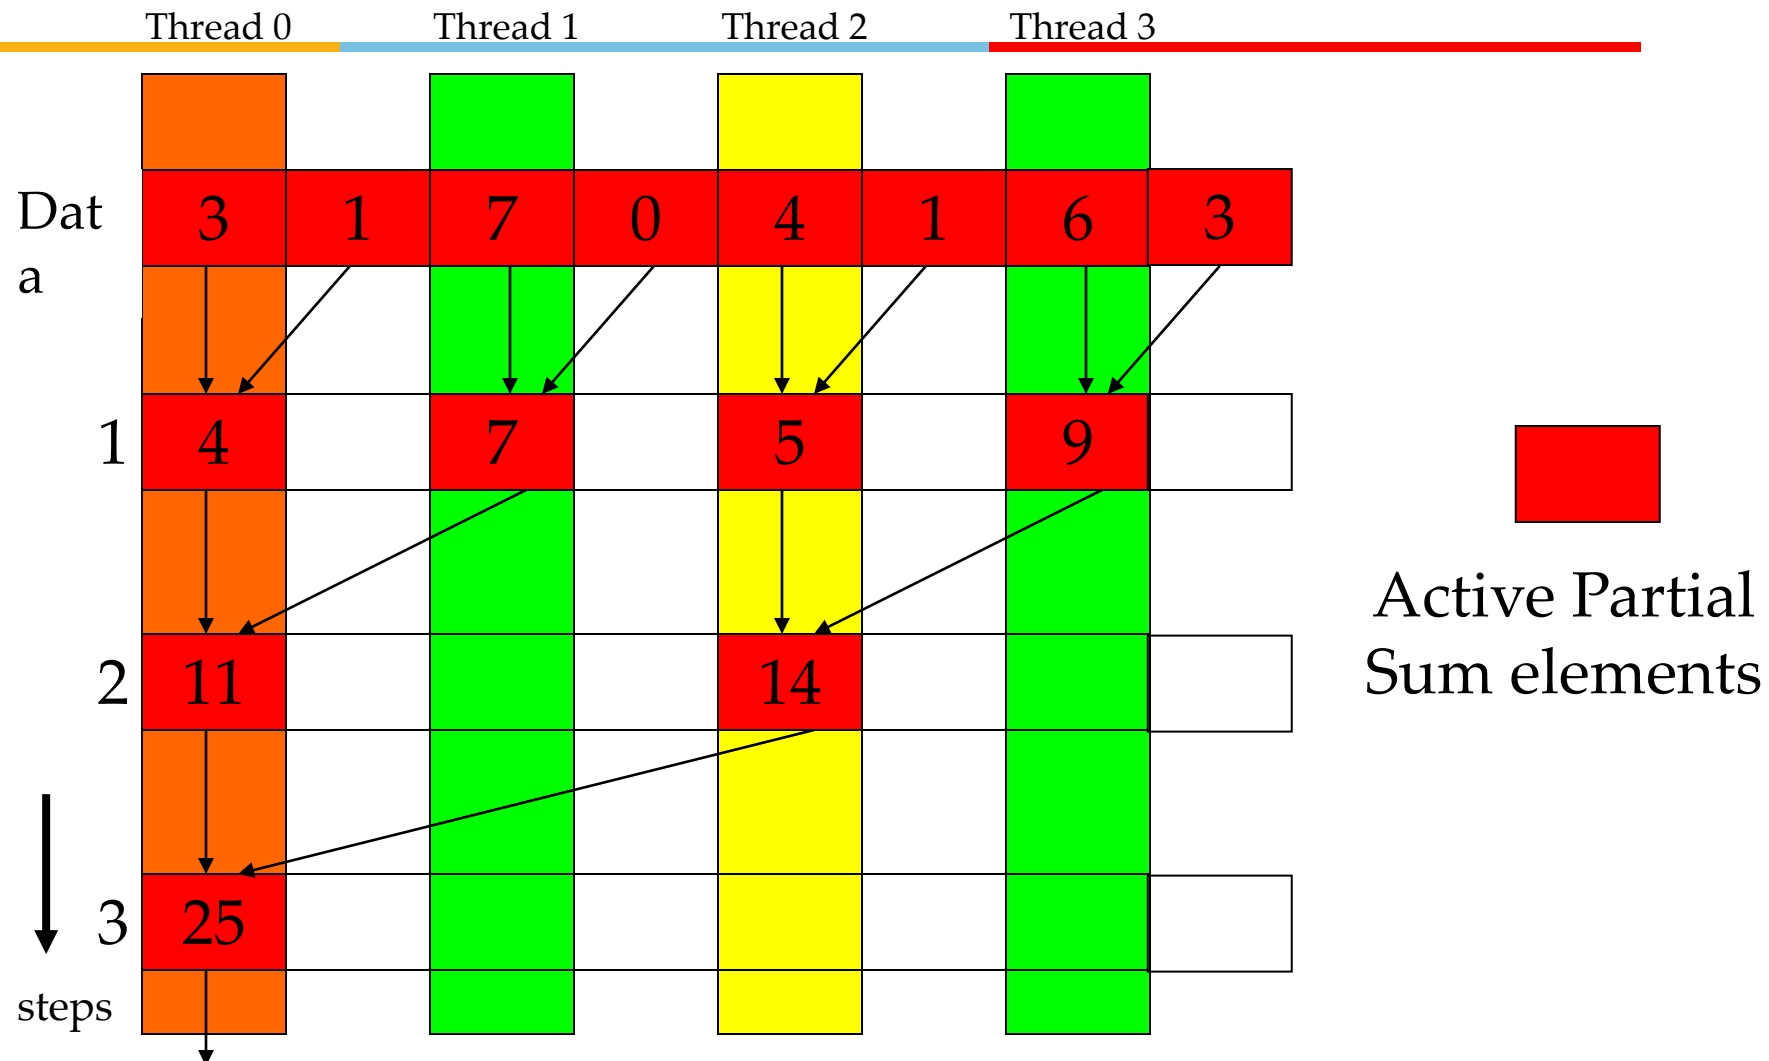 Thread 0 Thread 1 Thread 2 Thread 3
Dat
a
3 1 7 0 4 1 6 3
1 4 7 5 9
2 11 14
3 25
steps
Active Partial
Sum elements